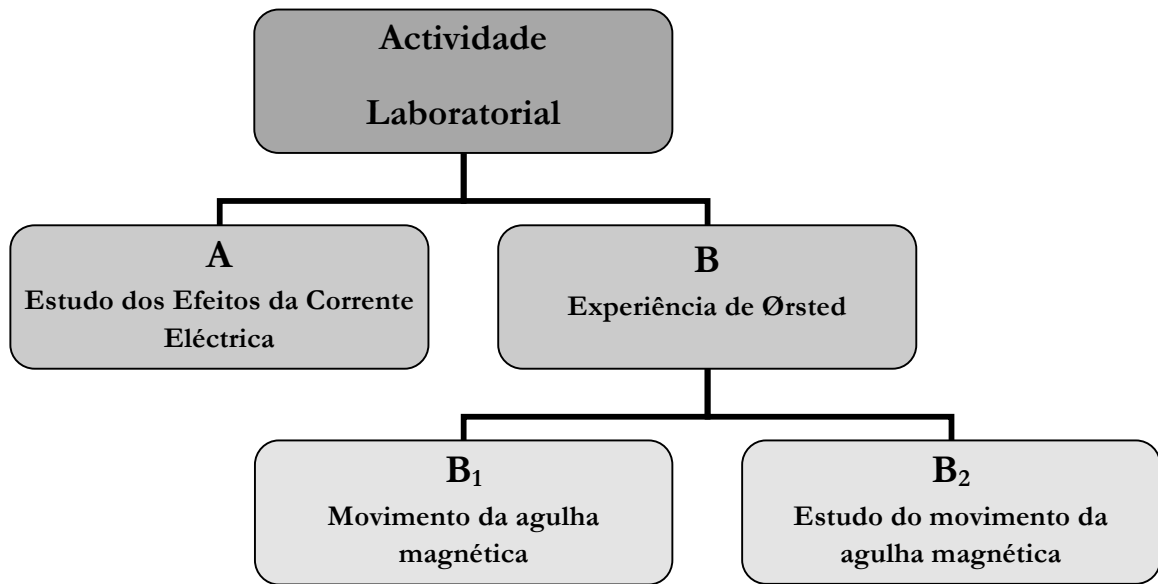 Actividade
Laboratorial
A
Estudo dos Efeitos da Corrente
Eléctrica
B
Experiência de Ørsted
B₁
Movimento da agulha
magnética
B₂
Estudo do movimento da
agulha magnética